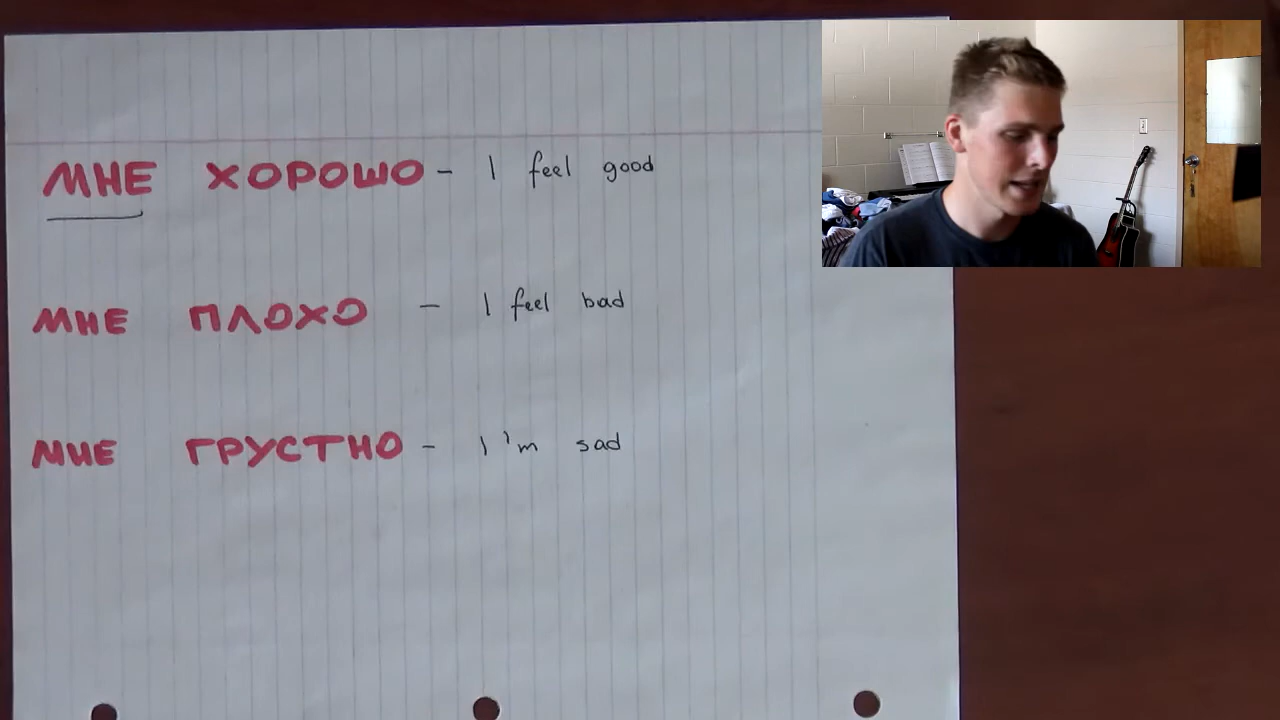 МНЕ ХОРОШО - I feel good
МНЕ ПЛОХО - I feel bad
МНЕ ГРУСТНО - I'm sad